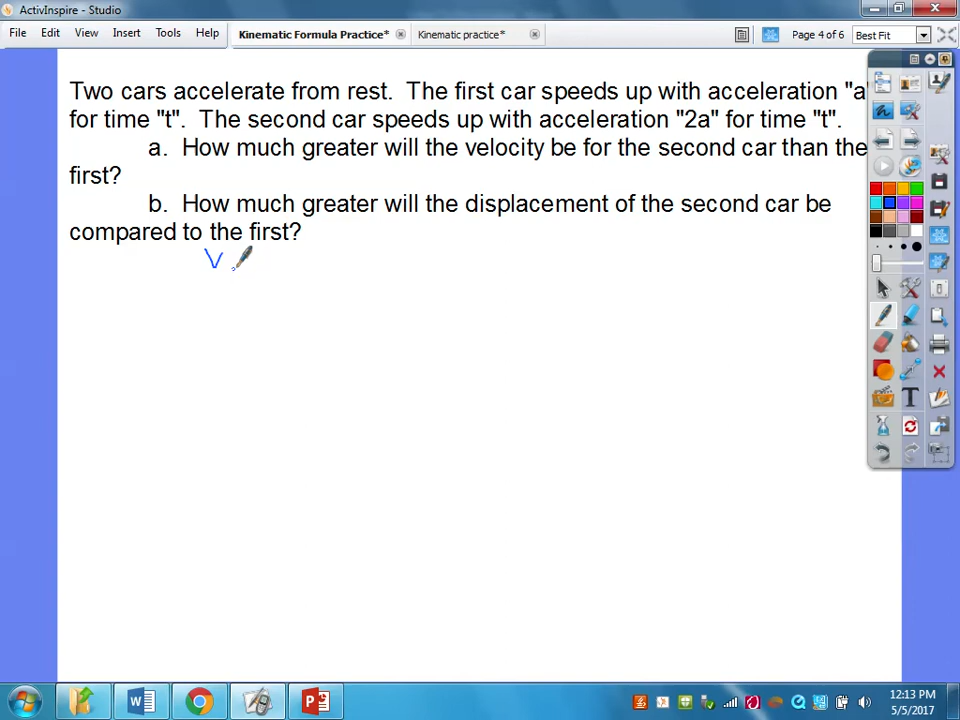 ActivInspire - Studio
File Edit View Insert Tools Help Kinematic Formula Practice* Kinematic practice* Page 4 of 6 Best Fit
Two cars accelerate from rest. The first car speeds up with acceleration "a
for time "t". The second car speeds up with acceleration "2a" for time "t".
a. How much greater will the velocity be for the second car than the
first?
b. How much greater will the displacement of the second car be
compared to the first?
V
12:13 PM
5/5/2017